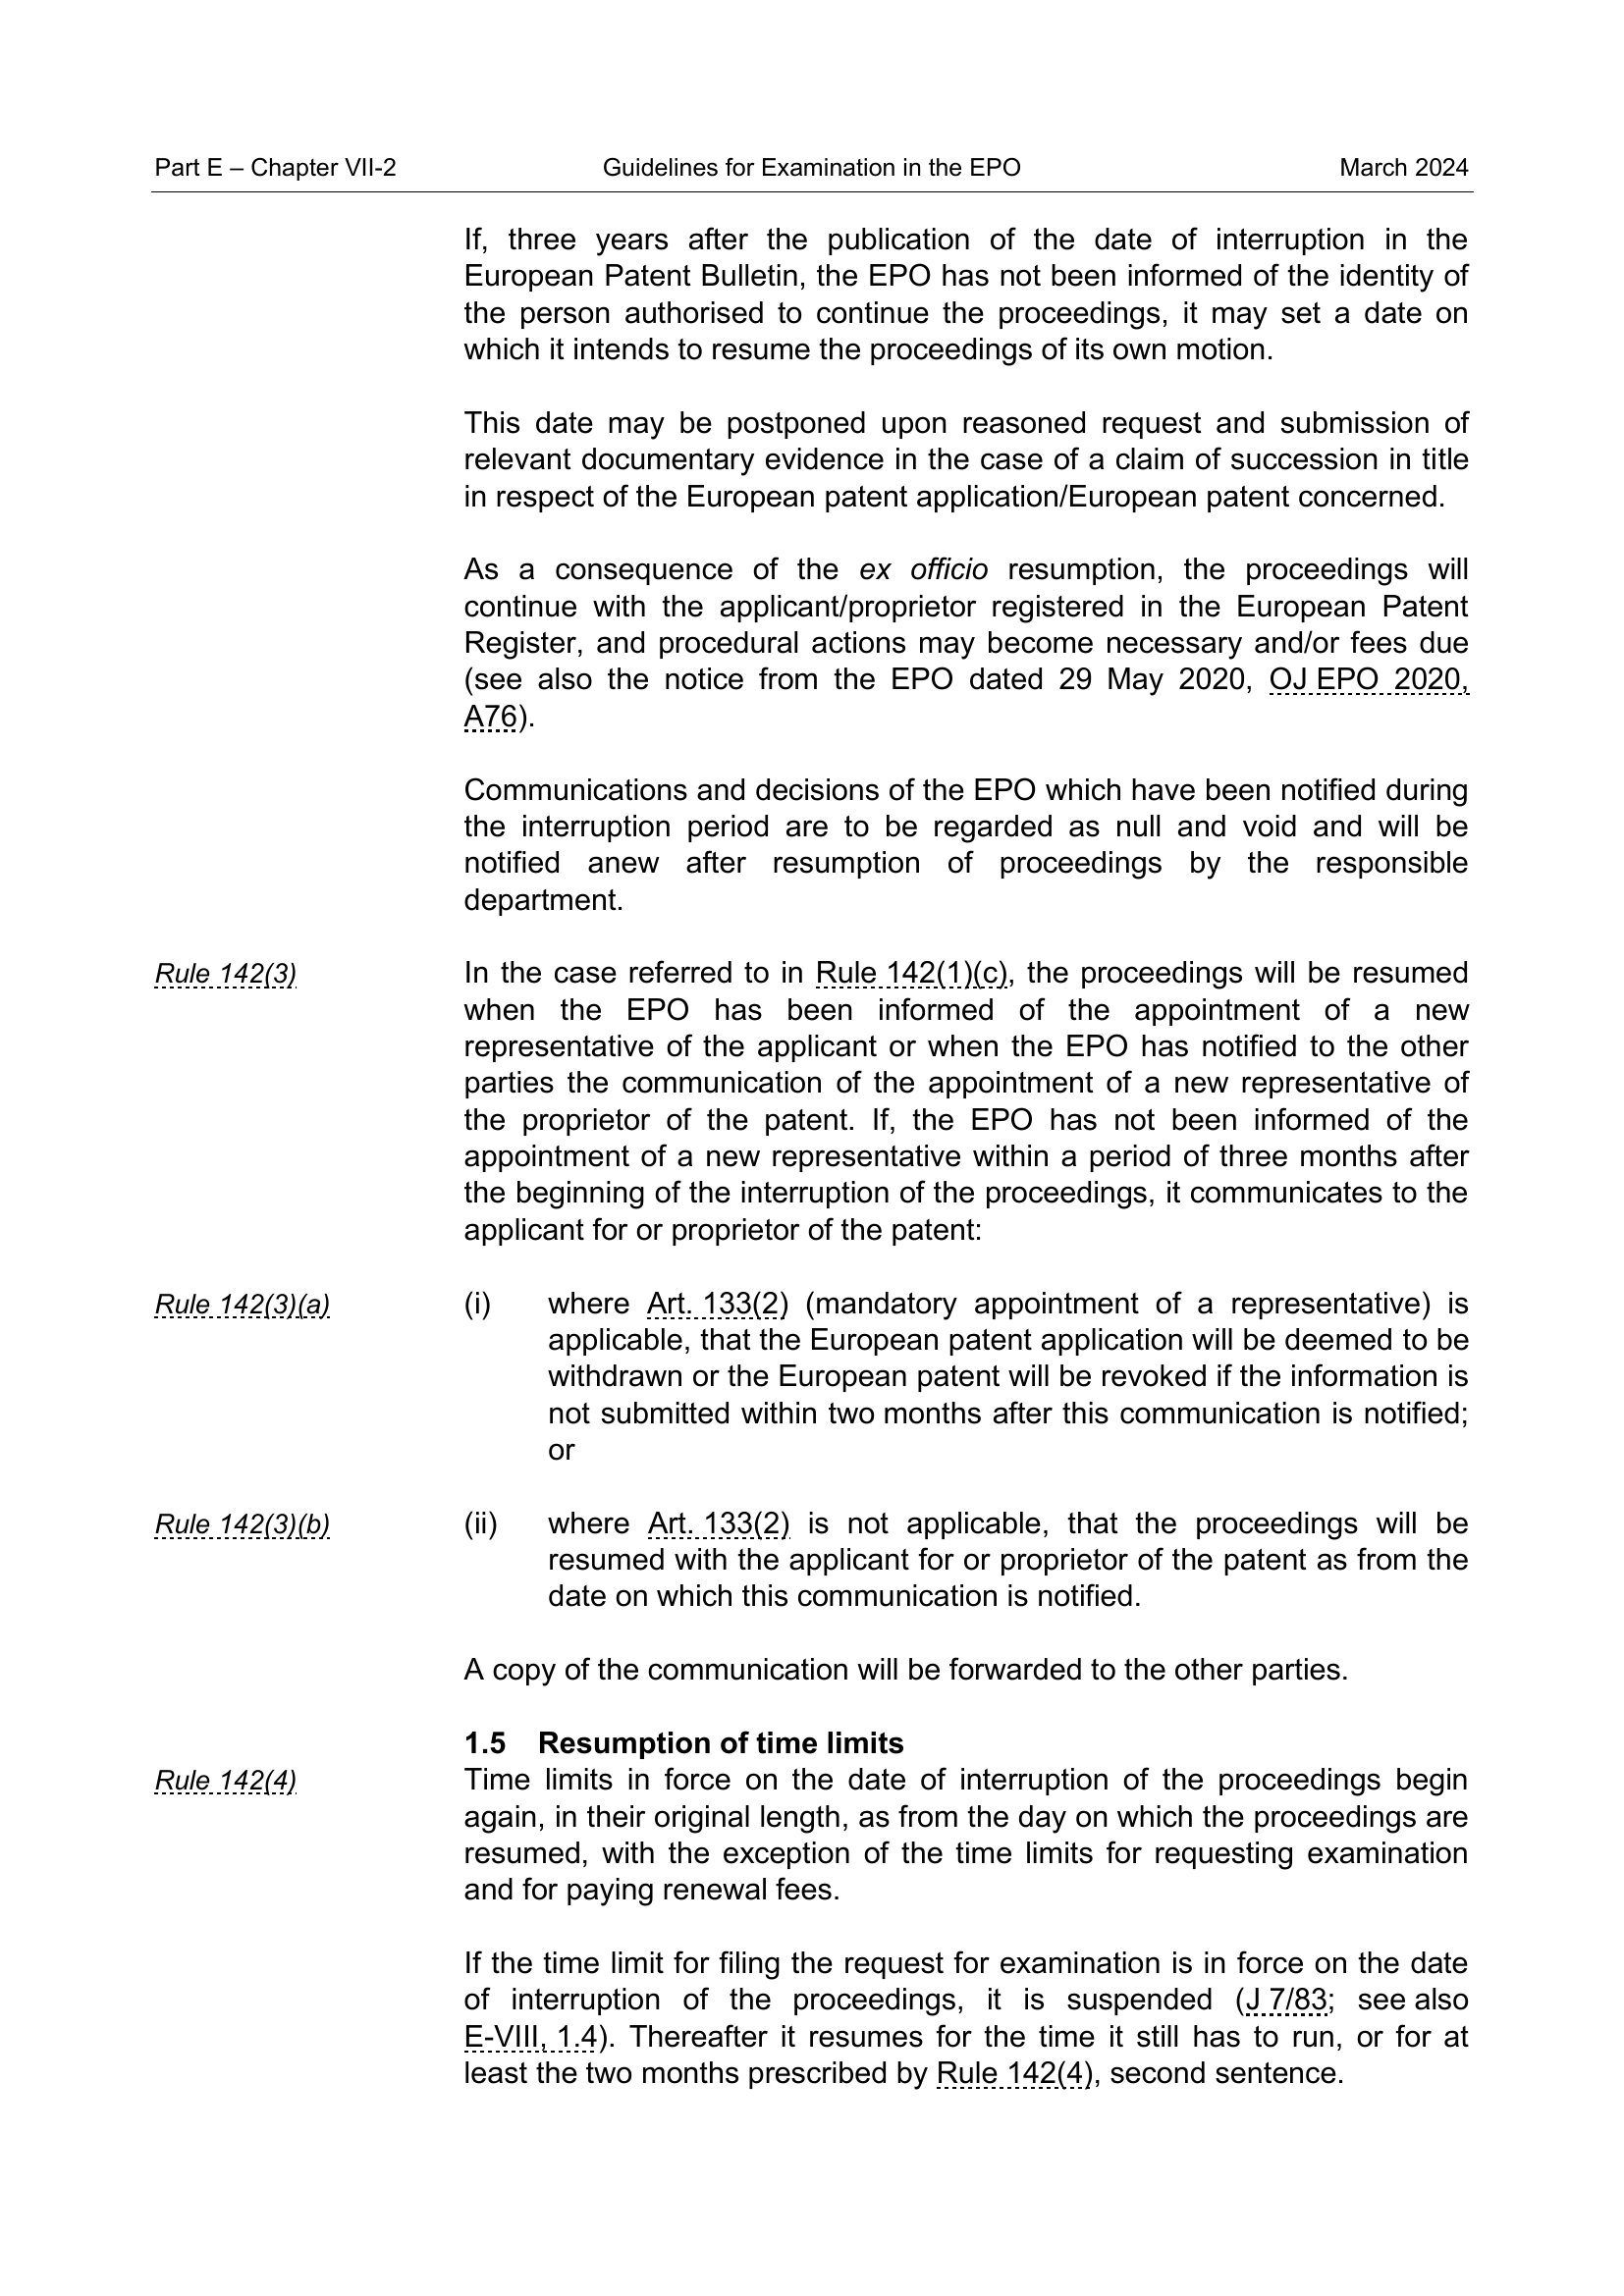 Part E – Chapter VII-2 Guidelines for Examination in the EPO March 2024
If, three years after the publication of the date of interruption in the
European Patent Bulletin, the EPO has not been informed of the identity of
the person authorised to continue the proceedings, it may set a date on
which it intends to resume the proceedings of its own motion.
This date may be postponed upon reasoned request and submission of
relevant documentary evidence in the case of a claim of succession in title
in respect of the European patent application/European patent concerned.
As a consequence of the ex officio resumption, the proceedings will
continue with the applicant/proprietor registered in the European Patent
Register, and procedural actions may become necessary and/or fees due
(see also the notice from the EPO dated 29 May 2020, OJ EPO 2020,
A76).
Communications and decisions of the EPO which have been notified during
the interruption period are to be regarded as null and void and will be
notified anew after resumption of proceedings by the responsible
department.
Rule 142(3) In the case referred to in Rule 142(1)(c), the proceedings will be resumed
when the EPO has been informed of the appointment of a new
representative of the applicant or when the EPO has notified to the other
parties the communication of the appointment of a new representative of
the proprietor of the patent. If, the EPO has not been informed of the
appointment of a new representative within a period of three months after
the beginning of the interruption of the proceedings, it communicates to the
applicant for or proprietor of the patent:
Rule 142(3)(a) (i) where Art. 133(2) (mandatory appointment of a representative) is
applicable, that the European patent application will be deemed to be
withdrawn or the European patent will be revoked if the information is
not submitted within two months after this communication is notified;
or
Rule 142(3)(b) (ii) where Art. 133(2) is not applicable, that the proceedings will be
resumed with the applicant for or proprietor of the patent as from the
date on which this communication is notified.
A copy of the communication will be forwarded to the other parties.
1.5 Resumption of time limits
Rule 142(4) Time limits in force on the date of interruption of the proceedings begin
again, in their original length, as from the day on which the proceedings are
resumed, with the exception of the time limits for requesting examination
and for paying renewal fees.
If the time limit for filing the request for examination is in force on the date
of interruption of the proceedings, it is suspended (J 7/83; see also
E-VIII, 1.4). Thereafter it resumes for the time it still has to run, or for at
least the two months prescribed by Rule 142(4), second sentence.